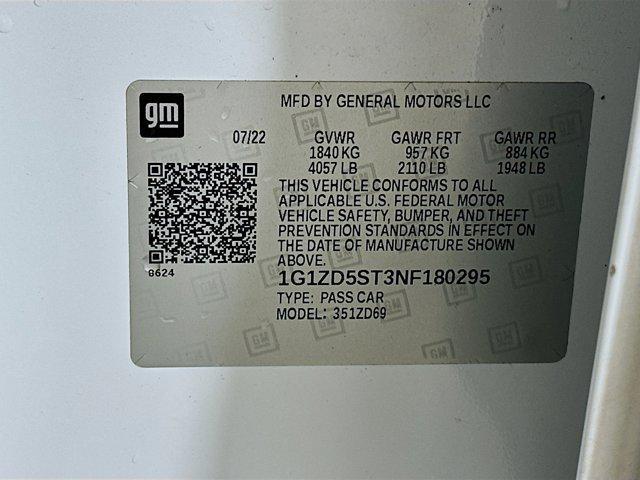 gm
MFD BY GENERAL MOTORS LLC
07/22 GVWR GAWR FRT GAWR RR
1840 KG 957 KG 884 KG
4057 LB 2110 LB 1948 LB
THIS VEHICLE CONFORMS TO ALL
APPLICABLE U.S. FEDERAL MOTOR
VEHICLE SAFETY, BUMPER, AND THEFT
PREVENTION STANDARDS IN EFFECT ON
THE DATE OF MANUFACTURE SHOWN
ABOVE.
8624
1G1ZD5ST3NF180295
TYPE: PASS CAR
MODEL: 351ZD69